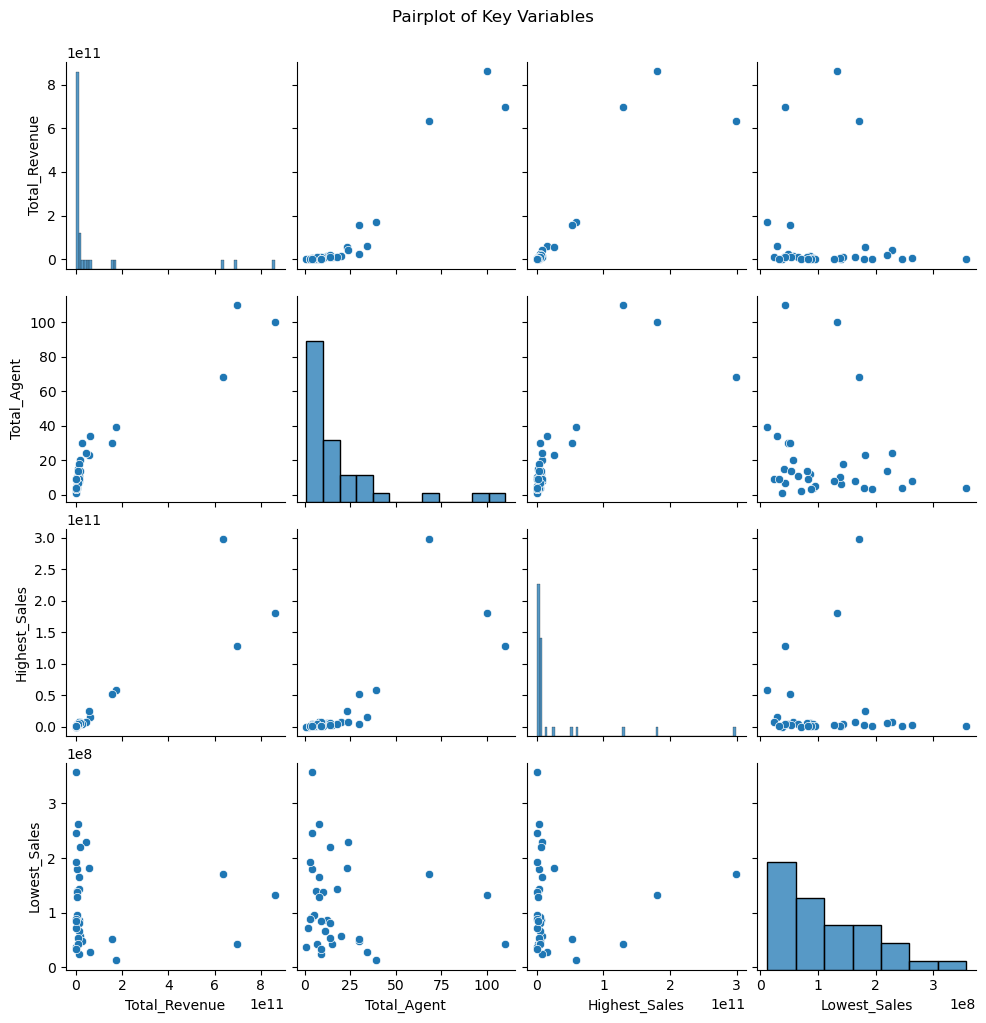 Pairplot of Key Variables
1e11
Total_Revenue
8
6
4
2
0
Total_Agent
100
80
60
40
20
0
1e11
Highest_Sales
3.0
2.5
2.0
1.5
1.0
0.5
0.0
1e8
Lowest_Sales
3
2
1
0
0 2 4 6 8
1e11
Total_Revenue
0 25 50 75 100
Total_Agent
0 1 2 3
1e11
Highest_Sales
0 1 2 3
1e8
Lowest_Sales